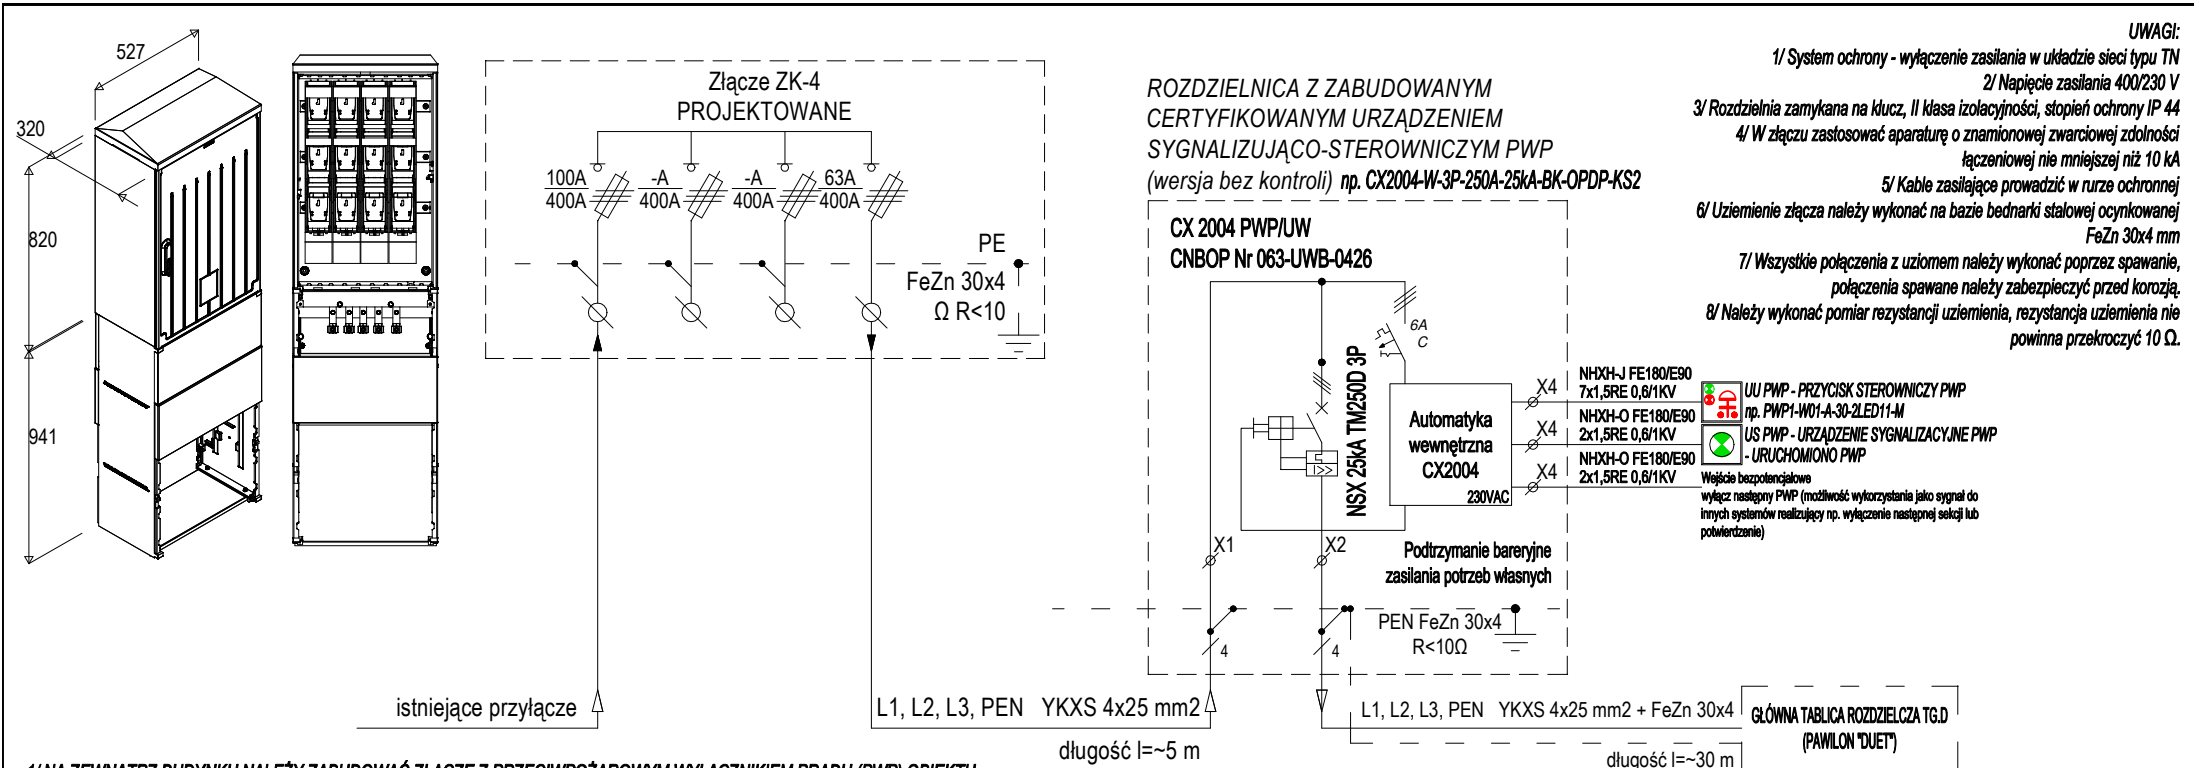 527
320
820
941
Złącze ZK-4
PROJEKTOWANE
100A
400A
-A
400A
-A
400A
63A
400A
PE
FeZn 30x4
Ω R<10
istniejące przyłącze
L1, L2, L3, PEN YKXS 4x25 mm2
długość l=~5 m
ROZDZIELNICA Z ZABUDOWANYM
CERTYFIKOWANYM URZĄDZENIEM
SYGNALIZUJĄCO-STEROWNICZYM PWP
(wersja bez kontroli) np. CX2004-W-3P-250A-25kA-BK-OPDP-KS2
CX 2004 PWP/UW
CNBOP Nr 063-UWB-0426
6A
C
NSX 25kA TM250D 3P
I>>
Automatyka
wewnętrzna
CX2004
230VAC
X4
X4
X4
X1
X2
Podtrzymanie bareryjne
zasilania potrzeb własnych
PEN FeZn 30x4
R<10Ω
4
4
NHXH-J FE180/E90
7x1,5RE 0,6/1KV
NHXH-O FE180/E90
2x1,5RE 0,6/1KV
NHXH-O FE180/E90
2x1,5RE 0,6/1KV
UU PWP - PRZYCISK STEROWNICZY PWP
np. PWP1-W01-A-30-2LED11-M
US PWP - URZĄDZENIE SYGNALIZACYJNE PWP
- URUCHOMIONO PWP
Wejście bezpotencjałowe
wyłącz następny PWP (możliwość wykorzystania jako sygnał do
innych systemów realizujący np. wyłączenie następnej sekcji lub
potwierdzenie)
L1, L2, L3, PEN YKXS 4x25 mm2 + FeZn 30x4
długość l=~30 m
GŁÓWNA TABLICA ROZDZIELCZA TG.D
(PAWILON "DUET")
UWAGI:
1/ System ochrony - wyłączenie zasilania w układzie sieci typu TN
2/ Napięcie zasilania 400/230 V
3/ Rozdzielnia zamykana na klucz, II klasa izolacyjności, stopień ochrony IP 44
4/ W złączu zastosować aparaturę o znamionowej zwarciowej zdolności
łączeniowej nie mniejszej niż 10 kA
5/ Kable zasilające prowadzić w rurze ochronnej
6/ Uziemienie złącza należy wykonać na bazie bednarki stalowej ocynkowanej
FeZn 30x4 mm
7/ Wszystkie połączenia z uziomem należy wykonać poprzez spawanie,
połączenia spawane należy zabezpieczyć przed korozją.
8/ Należy wykonać pomiar rezystancji uziemienia, rezystancja uziemienia nie
powinna przekroczyć 10 Ω.
1/ NA ZEWNĄTRZ BUDYNKU NALEŻY ZABUDOWAĆ ZŁĄCZE Z PRZECIWPOŻAROWYM WYŁĄCZNIKIEM PRĄDU (PWP) OBIEKTU